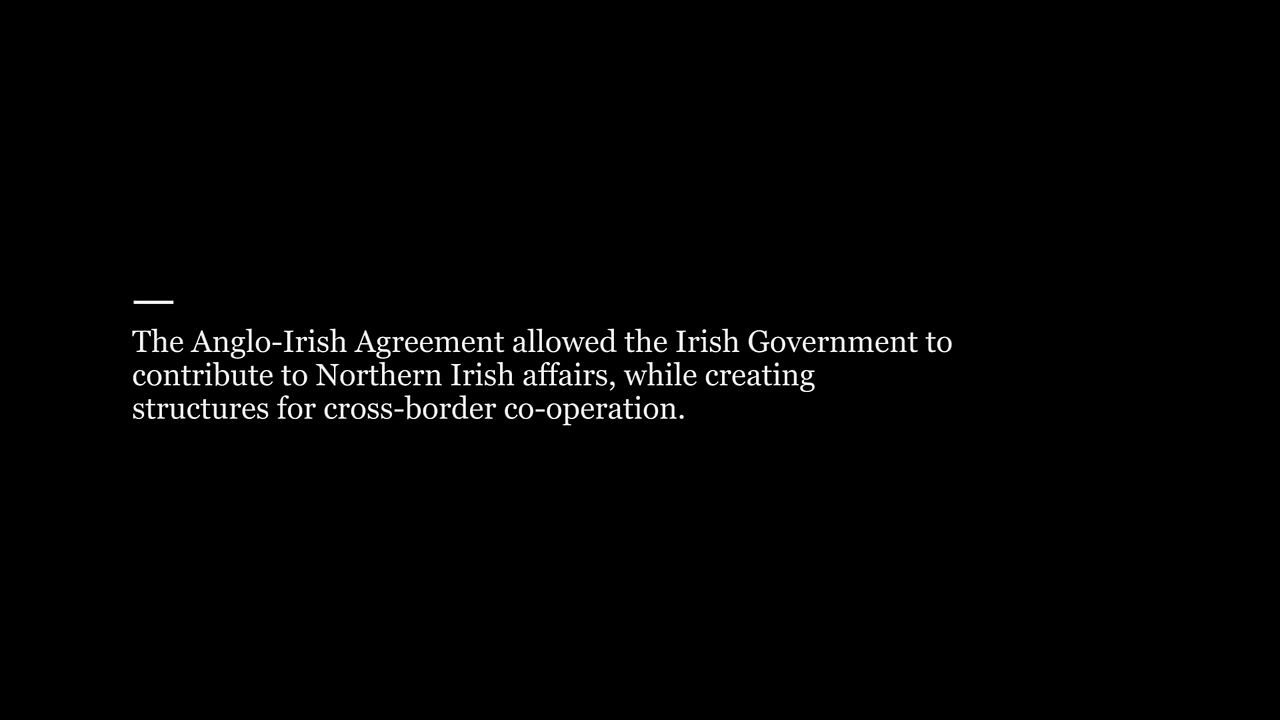 The Anglo-Irish Agreement allowed the Irish Government to
contribute to Northern Irish affairs, while creating
structures for cross-border co-operation.